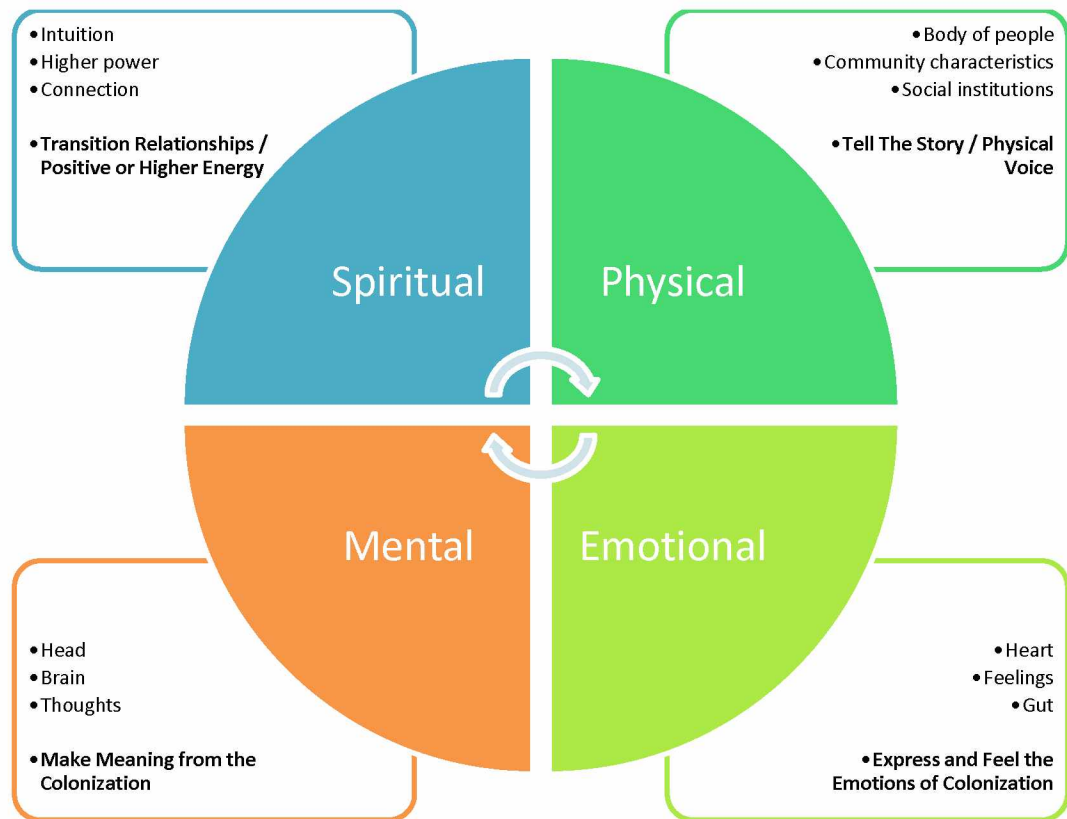 •Intuition
•Higher power
•Connection
•Transition Relationships /
Positive or Higher Energy
•Body of people
•Community characteristics
•Social institutions
•Tell The Story / Physical
Voice
Spiritual
Physical
Mental
Emotional
•Head
•Brain
•Thoughts
•Make Meaning from the
Colonization
•Heart
•Feelings
•Gut
•Express and Feel the
Emotions of Colonization